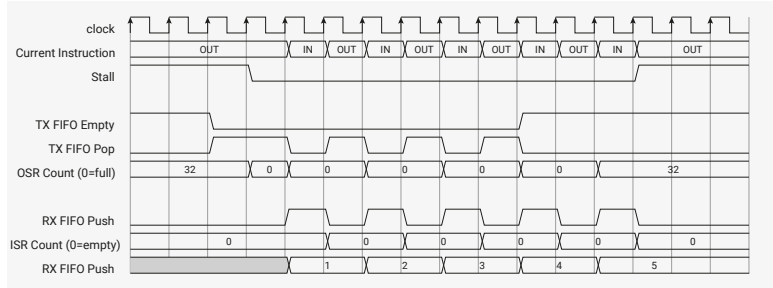 clock
Current Instruction OUT IN OUT IN OUT IN OUT IN OUT IN OUT
Stall
TX FIFO Empty
TX FIFO Pop
OSR Count (0=full) 32 0 0 0 0 0 0 32
RX FIFO Push
ISR Count (0=empty) 0 0 0 0 0 0
RX FIFO Push 1 2 3 4 5